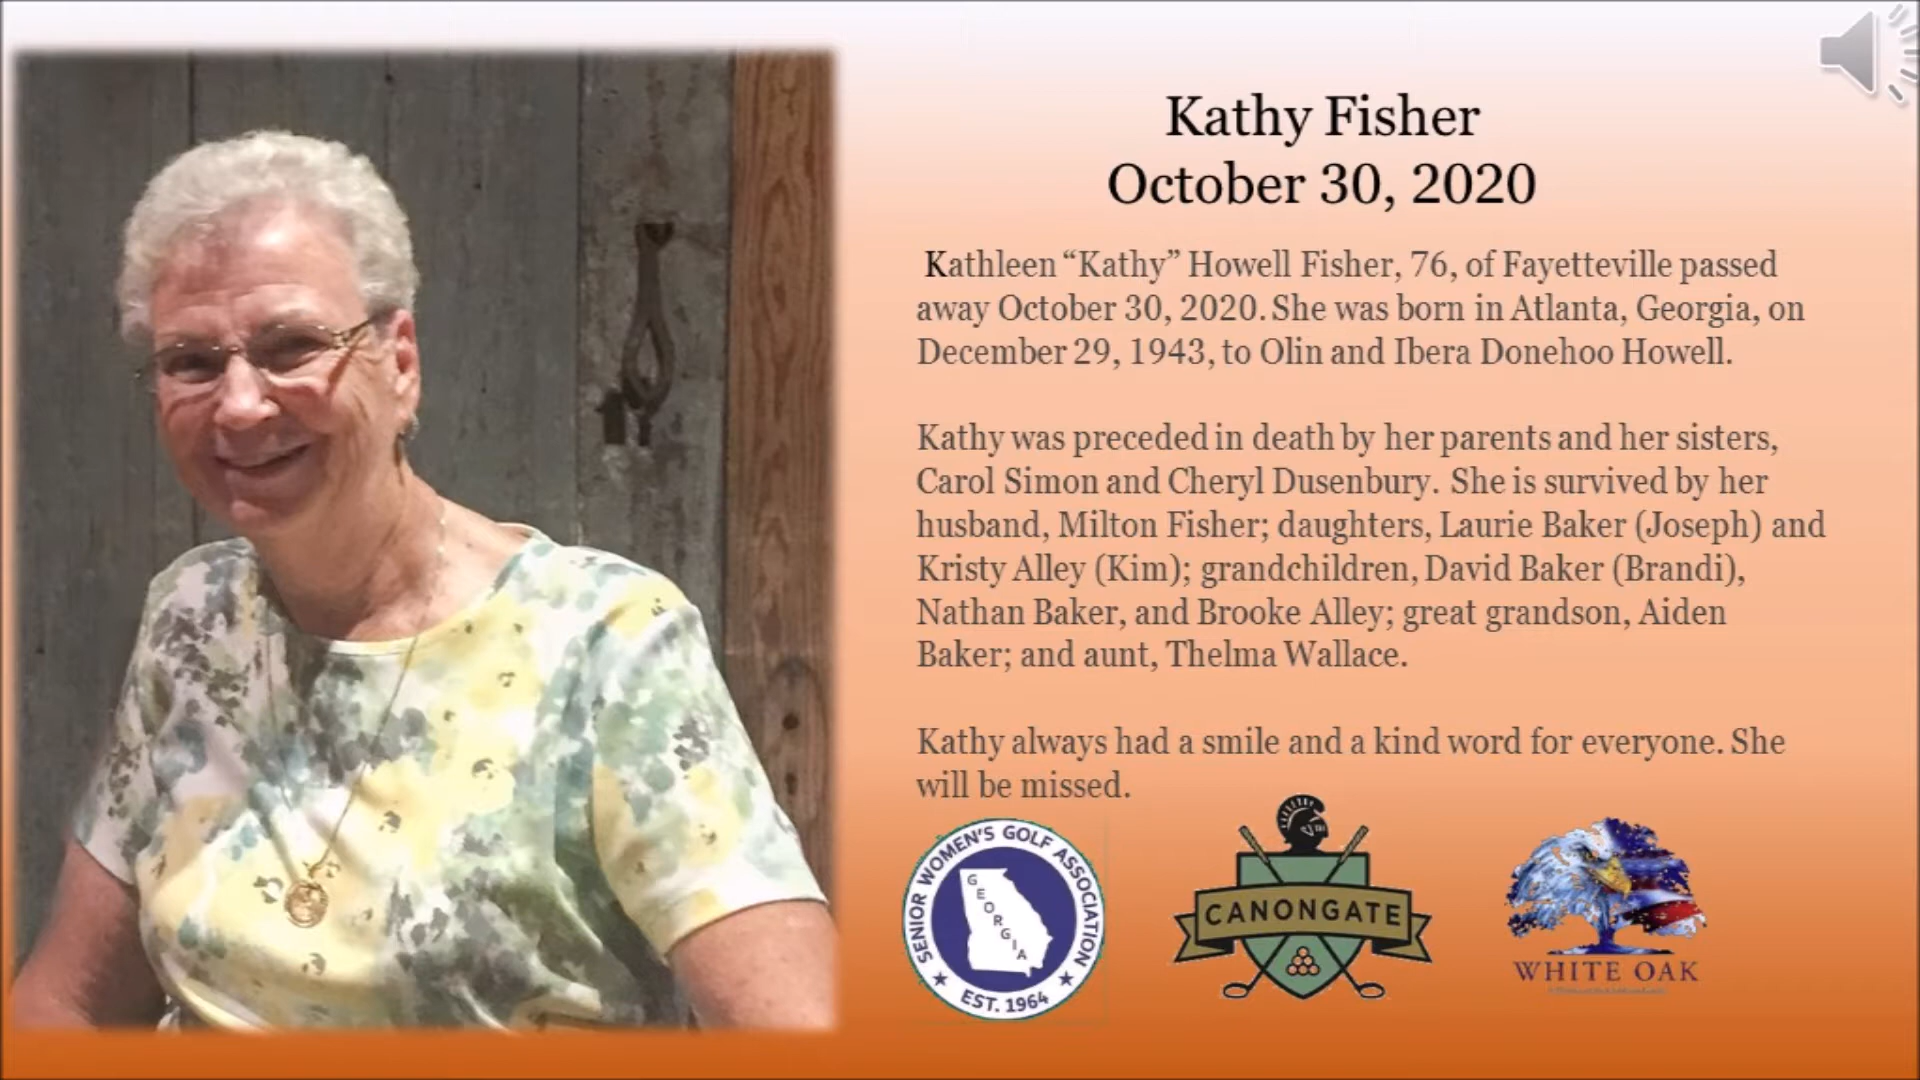 Kathy Fisher
October 30, 2020
Kathleen “Kathy” Howell Fisher, 76, of Fayetteville passed
away October 30, 2020. She was born in Atlanta, Georgia, on
December 29, 1943, to Olin and Ibera Donehoo Howell.
Kathy was preceded in death by her parents and her sisters,
Carol Simon and Cheryl Dusenbury. She is survived by her
husband, Milton Fisher; daughters, Laurie Baker (Joseph) and
Kristy Alley (Kim); grandchildren, David Baker (Brandi),
Nathan Baker, and Brooke Alley; great grandson, Aiden
Baker; and aunt, Thelma Wallace.
Kathy always had a smile and a kind word for everyone. She
will be missed.
SENIOR WOMEN'S GOLF ASSOCIATION
GEORGIA
EST. 1964
CANONGATE
WHITE OAK